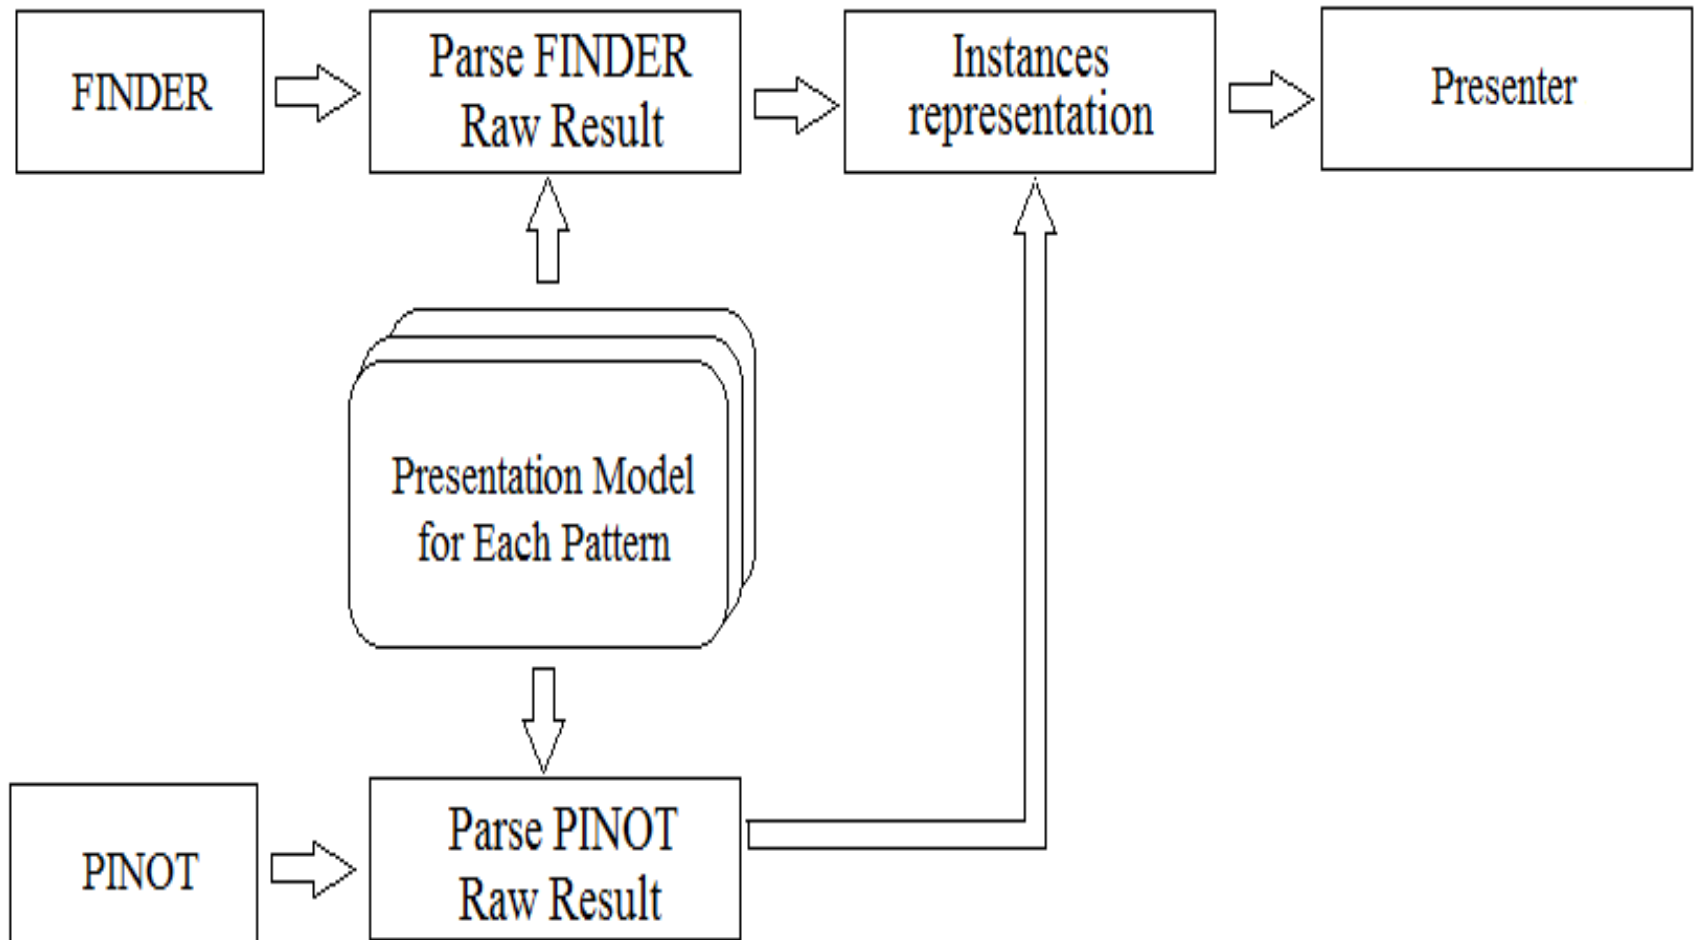 FINDER
Parse FINDER
Raw Result
Instances
representation
Presenter
Presentation Model
for Each Pattern
PINOT
Parse PINOT
Raw Result